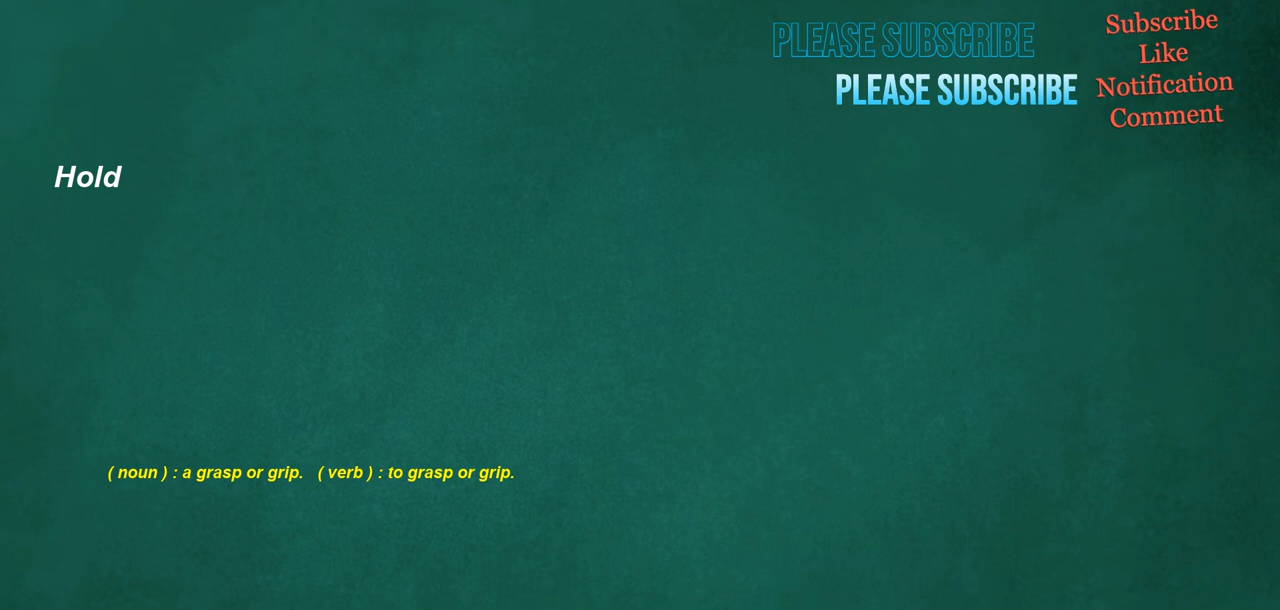 PLEASE SUBSCRIBE
PLEASE SUBSCRIBE
Subscribe
Like
Notification
Comment
Hold
( noun ) : a grasp or grip. ( verb ) : to grasp or grip.